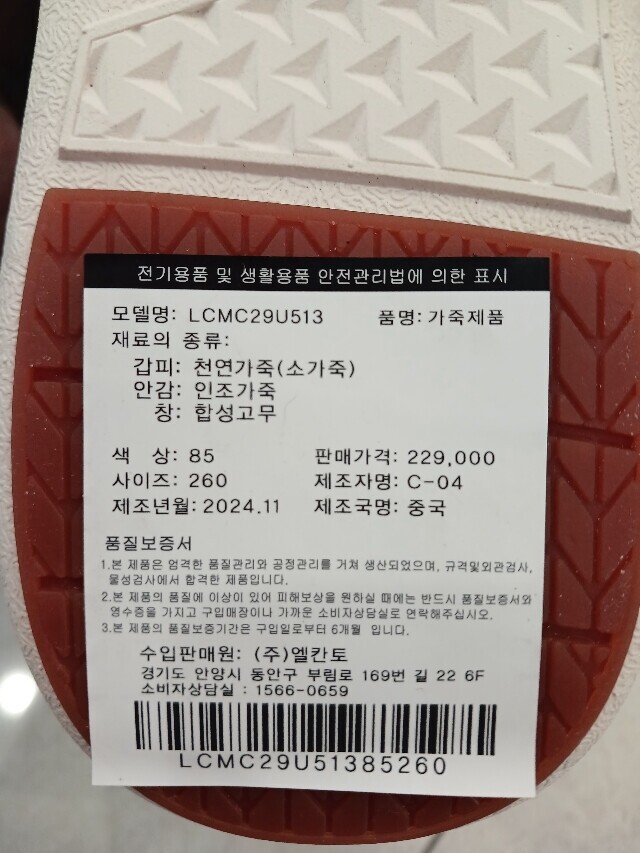 전기용품 및 생활용품 안전관리법에 의한 표시
모델명: LCMC29U513 품명: 가죽제품
재료의 종류:
갑피: 천연가죽(소가죽)
안감: 인조가죽
창: 합성고무
색 상: 85 판매가격: 229,000
사이즈: 260 제조자명: C-04
제조년월: 2024.11 제조국명: 중국
품질보증서
1.본 제품은 엄격한 품질관리와 공정관리를 거쳐 생산되었으며, 규격및외관검사,
물성검사에서 합격한 제품입니다.
2.본 제품의 품질에 이상이 있어 피해보상을 원하실 때에는 반드시 품질보증서와
영수증을 가지고 구입매장이나 가까운 소비자상담실로 연락해주십시오.
3.본 제품의 품질보증기간은 구입일로부터 6개월 입니다.
수입판매원: (주)엘칸토
경기도 안양시 동안구 부림로 169번 길 22 6F
소비자상담실 : 1566-0659
LCMC29U51385260